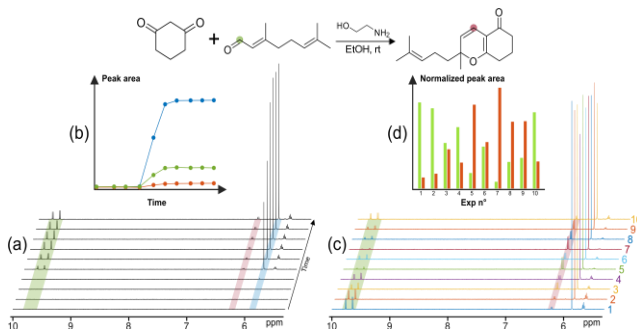 O O
+
O
HO NH₂
EtOH, rt
O
O
Peak area
(b)
Time
Normalized peak area
(d)
1 2 3 4 5 6 7 8 9 10
Exp n°
(a)
Time
10 9 8 7 6 ppm
(c)
10
9
8
7
6
5
4
3
2
1
10 9 8 7 6 ppm